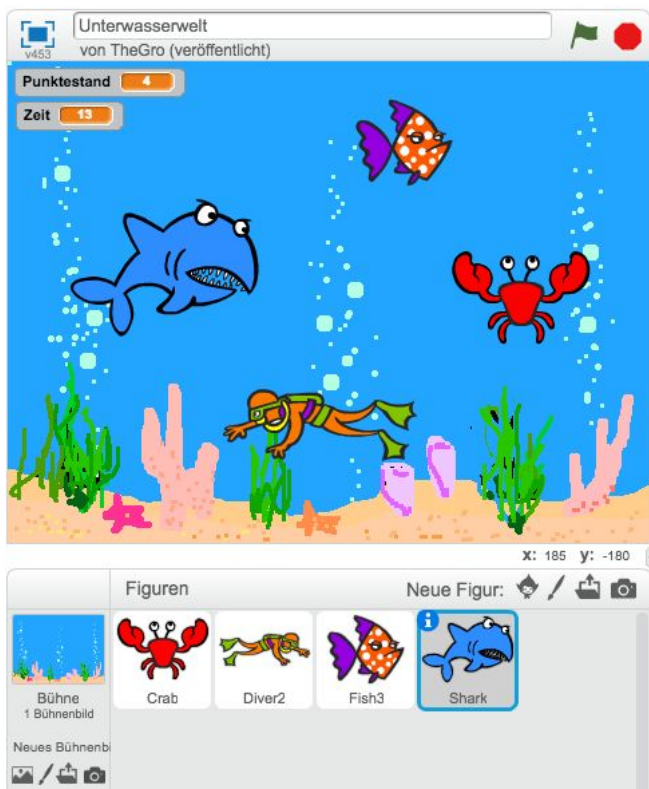 Unterwasserwelt
v453
von TheGro (veröffentlicht)
Punktestand 4
Zeit 13
x: 185 y: -180
Figuren
Neue Figur:
Bühne
1 Bühnenbild
Crab
Diver2
Fish3
Shark
Neues Bühnenbi